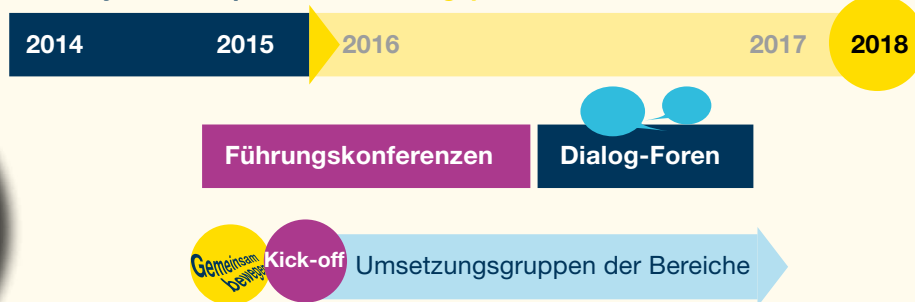 2014 2015 2016 2017 2018
Führungskonferenzen Dialog-Foren
Gemeinsam
bewegen
Kick-off Umsetzungsgruppen der Bereiche